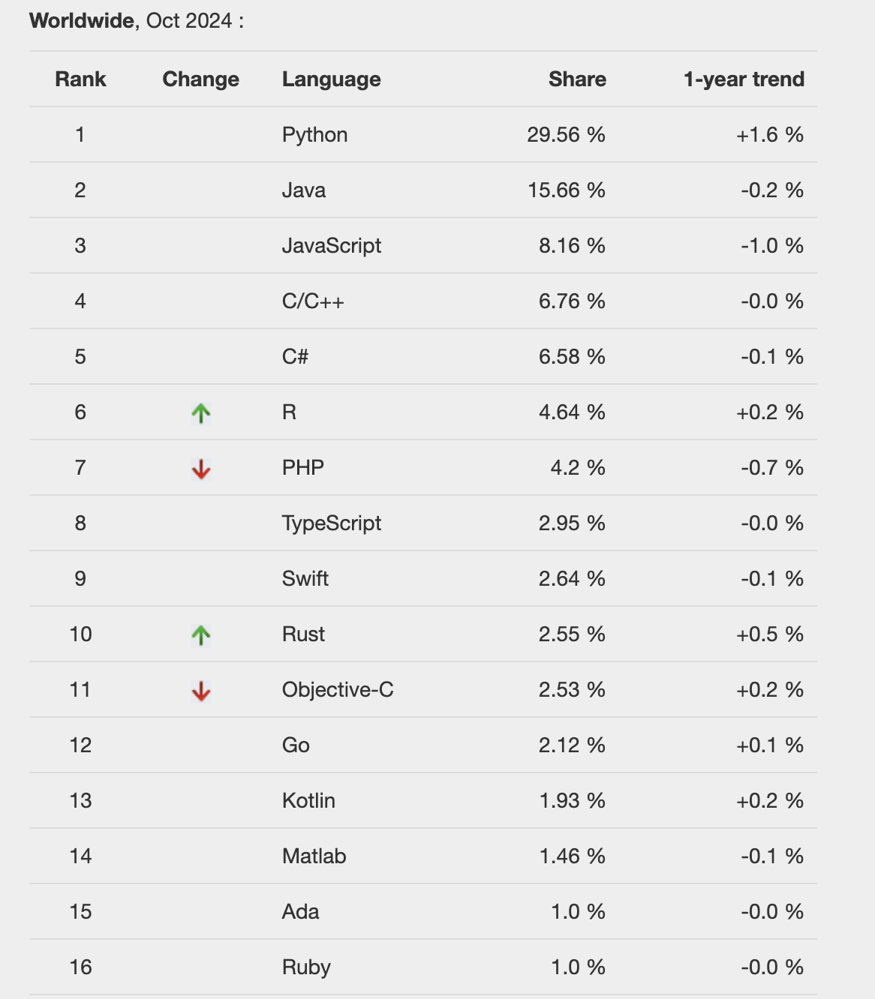 Worldwide, Oct 2024 :
Rank Change Language Share 1-year trend
1 Python 29.56 % +1.6 %
2 Java 15.66 % -0.2 %
3 JavaScript 8.16 % -1.0 %
4 C/C++ 6.76 % -0.0 %
5 C# 6.58 % -0.1 %
6 R 4.64 % +0.2 %
7 PHP 4.2 % -0.7 %
8 TypeScript 2.95 % -0.0 %
9 Swift 2.64 % -0.1 %
10 Rust 2.55 % +0.5 %
11 Objective-C 2.53 % +0.2 %
12 Go 2.12 % +0.1 %
13 Kotlin 1.93 % +0.2 %
14 Matlab 1.46 % -0.1 %
15 Ada 1.0 % -0.0 %
16 Ruby 1.0 % -0.0 %